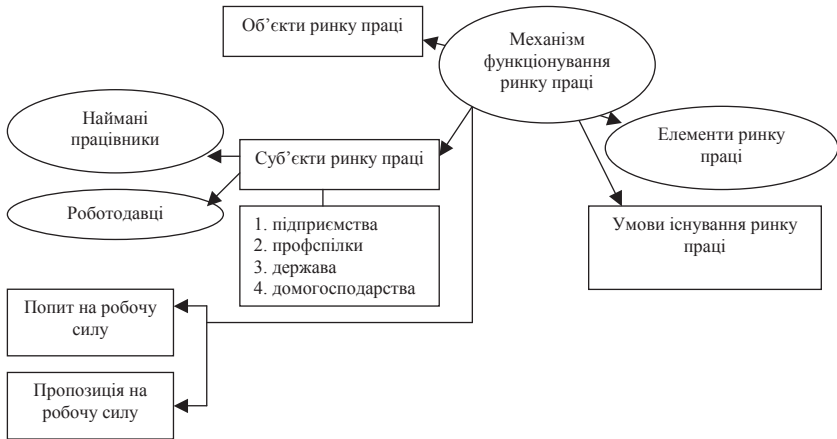 Об’єкти ринку праці
Механізм
функціонування
ринку праці
Наймані
працівники
Суб’єкти ринку праці
Елементи ринку
праці
Роботодавці
1. підприємства
2. профспілки
3. держава
4. домогосподарства
Умови існування ринку
праці
Попит на робочу
силу
Пропозиція на
робочу силу